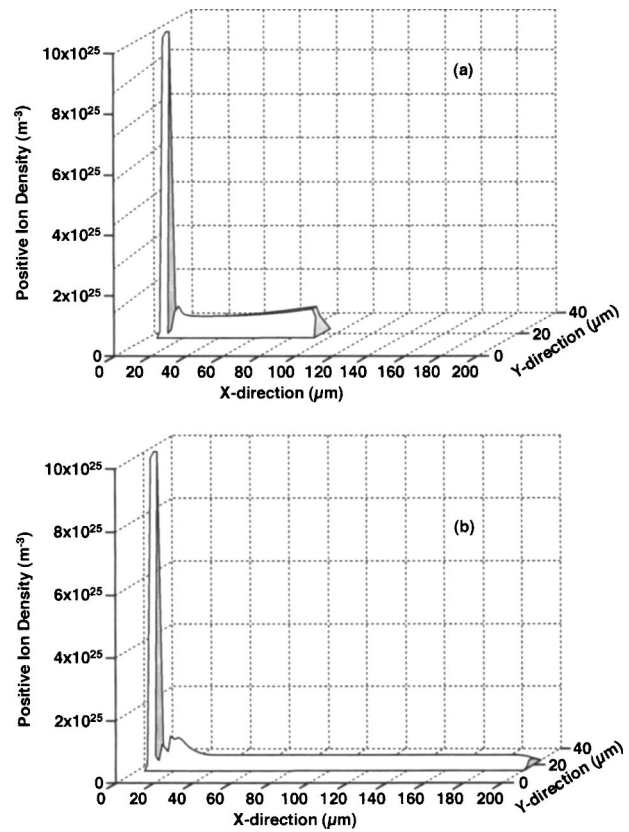 (a)
Positive Ion Density (m⁻³)
10x10²⁵
8x10²⁵
6x10²⁵
4x10²⁵
2x10²⁵
0
0 20 40 60 80 100 120 140 160 180 200
X-direction (µm)
0 20 40
Y-direction (µm)
(b)
Positive Ion Density (m⁻³)
10x10²⁵
8x10²⁵
6x10²⁵
4x10²⁵
2x10²⁵
0
0 20 40 60 80 100 120 140 160 180 200
X-direction (µm)
0 20 40
Y-direction (µm)